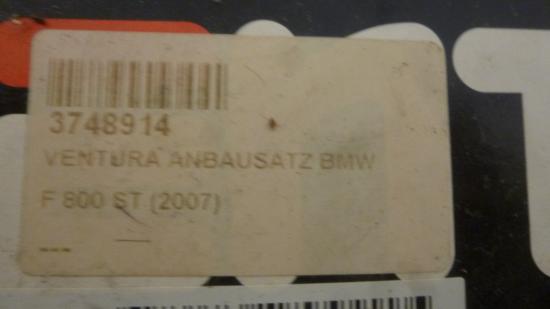 3748914
VENTURA ANBAUSATZ BMW
F 800 ST (2007)
---